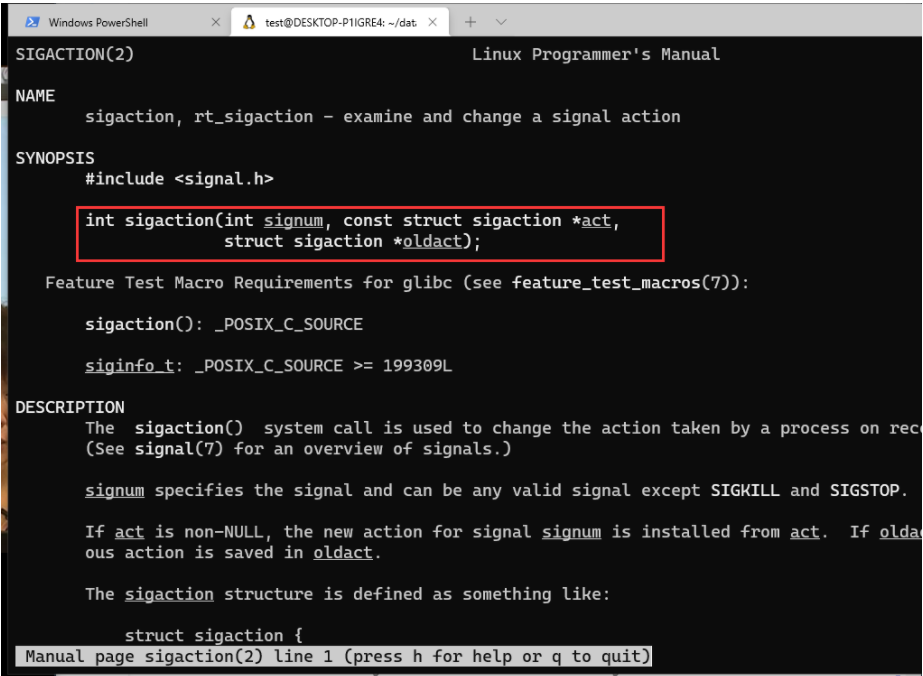 Windows PowerShell
test@DESKTOP-P1IGRE4: ~/dat
SIGACTION(2) Linux Programmer's Manual
NAME
sigaction, rt_sigaction - examine and change a signal action
SYNOPSIS
#include <signal.h>
int sigaction(int signum, const struct sigaction *act,
struct sigaction *oldact);
Feature Test Macro Requirements for glibc (see feature_test_macros(7)):
sigaction(): _POSIX_C_SOURCE
siginfo_t: _POSIX_C_SOURCE >= 199309L
DESCRIPTION
The sigaction() system call is used to change the action taken by a process on rec
(See signal(7) for an overview of signals.)
signum specifies the signal and can be any valid signal except SIGKILL and SIGSTOP.
If act is non-NULL, the new action for signal signum is installed from act. If olda
ous action is saved in oldact.
The sigaction structure is defined as something like:
struct sigaction {
Manual page sigaction(2) line 1 (press h for help or q to quit)